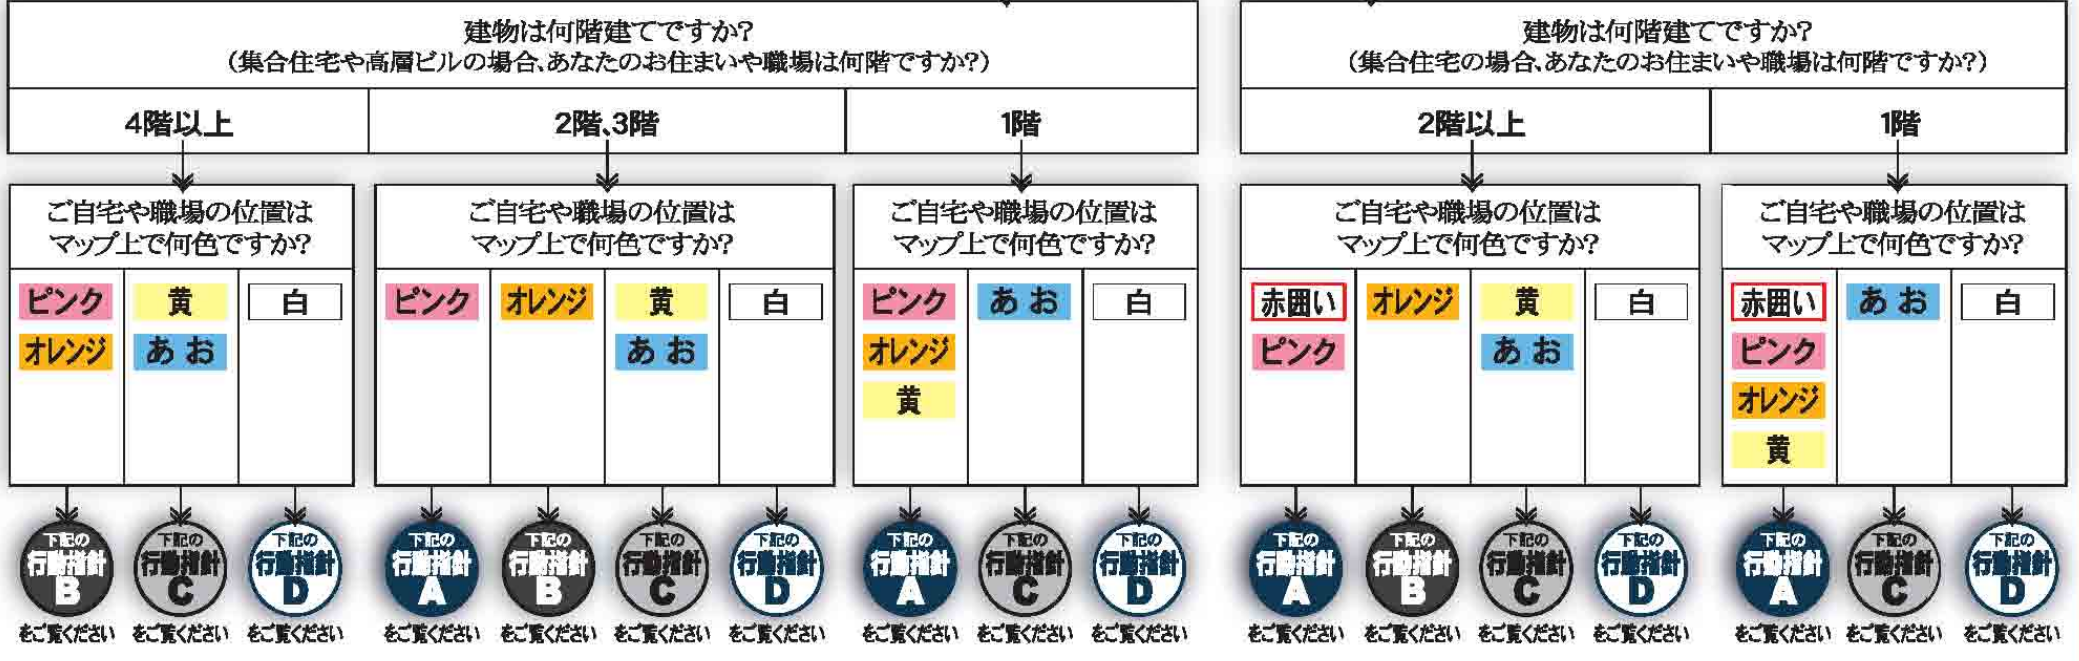 建物は何階建てですか?
(集合住宅や高層ビルの場合、あなたのお住まいや職場は何階ですか?)
4階以上
2階、3階
1階
ご自宅や職場の位置は
マップ上で何色ですか?
ピンク
オレンジ
黄
あお
白
下記の
行動指針
B
をご覧ください
下記の
行動指針
C
をご覧ください
下記の
行動指針
D
をご覧ください
ご自宅や職場の位置は
マップ上で何色ですか?
ピンク
オレンジ
黄
あお
白
下記の
行動指針
A
をご覧ください
下記の
行動指針
B
をご覧ください
下記の
行動指針
C
をご覧ください
下記の
行動指針
D
をご覧ください
ご自宅や職場の位置は
マップ上で何色ですか?
ピンク
オレンジ
黄
あお
白
下記の
行動指針
A
をご覧ください
下記の
行動指針
C
をご覧ください
下記の
行動指針
D
をご覧ください
建物は何階建てですか?
(集合住宅の場合、あなたのお住まいや職場は何階ですか?)
2階以上
1階
ご自宅や職場の位置は
マップ上で何色ですか?
赤囲い
ピンク
オレンジ
黄
あお
白
下記の
行動指針
A
をご覧ください
下記の
行動指針
B
をご覧ください
下記の
行動指針
C
をご覧ください
下記の
行動指針
D
をご覧ください
ご自宅や職場の位置は
マップ上で何色ですか?
赤囲い
ピンク
オレンジ
黄
あお
白
下記の
行動指針
A
をご覧ください
下記の
行動指針
C
をご覧ください
下記の
行動指針
D
をご覧ください